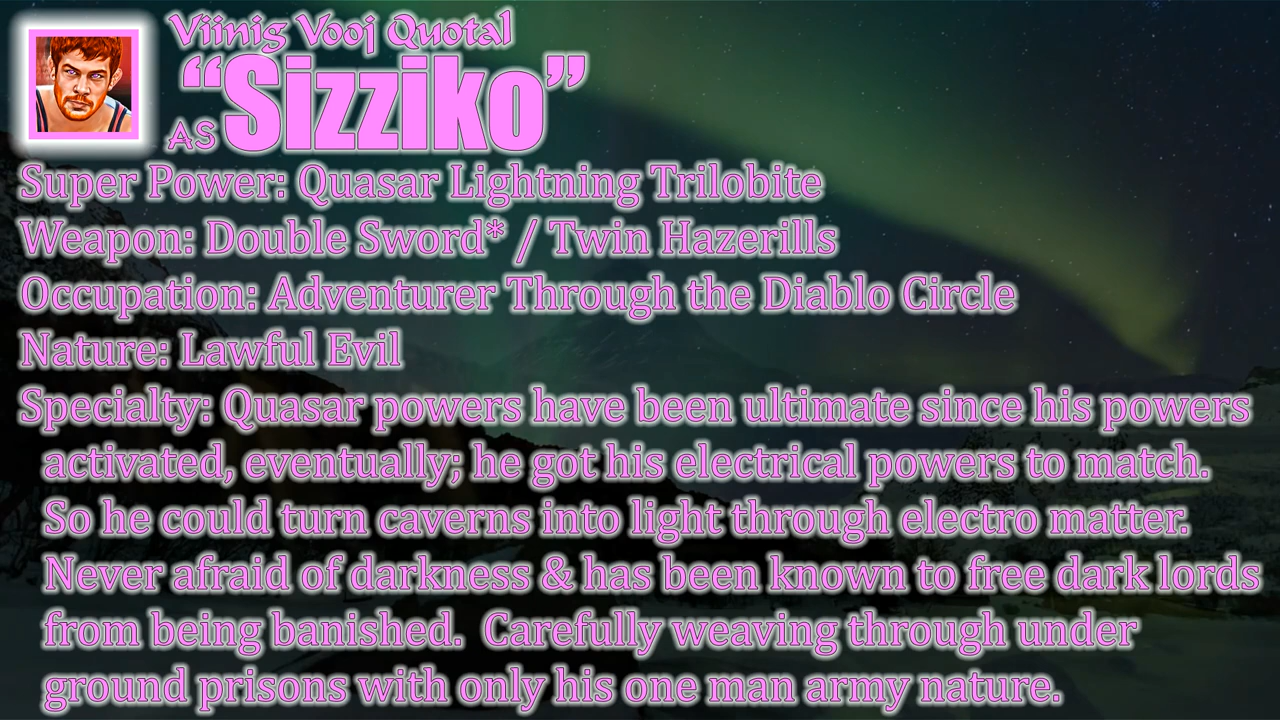 Viinig Vooj Quotal
AS “Sizziko”
Super Power: Quasar Lightning Trilobite
Weapon: Double Sword* / Twin Hazerills
Occupation: Adventurer Through the Diablo Circle
Nature: Lawful Evil
Specialty: Quasar powers have been ultimate since his powers
activated, eventually; he got his electrical powers to match.
So he could turn caverns into light through electro matter.
Never afraid of darkness & has been known to free dark lords
from being banished.  Carefully weaving through under
ground prisons with only his one man army nature.